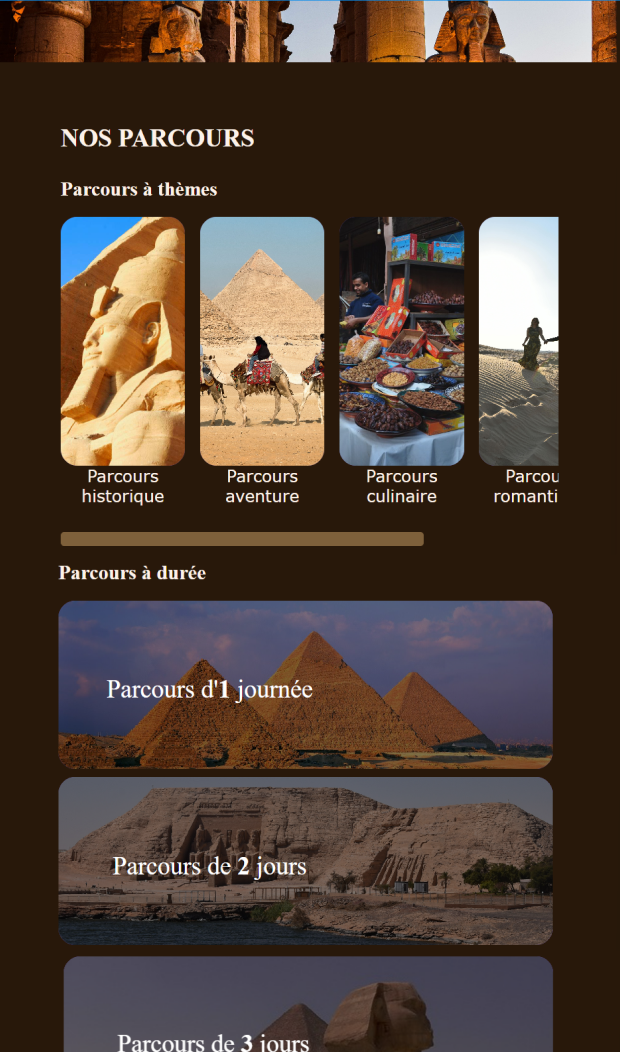 NOS PARCOURS
Parcours à thèmes
Parcours
historique
Parcours
aventure
Parcours
culinaire
Parcou
romanti
Parcours à durée
Parcours d'1 journée
Parcours de 2 jours
Parcours de 3 jours